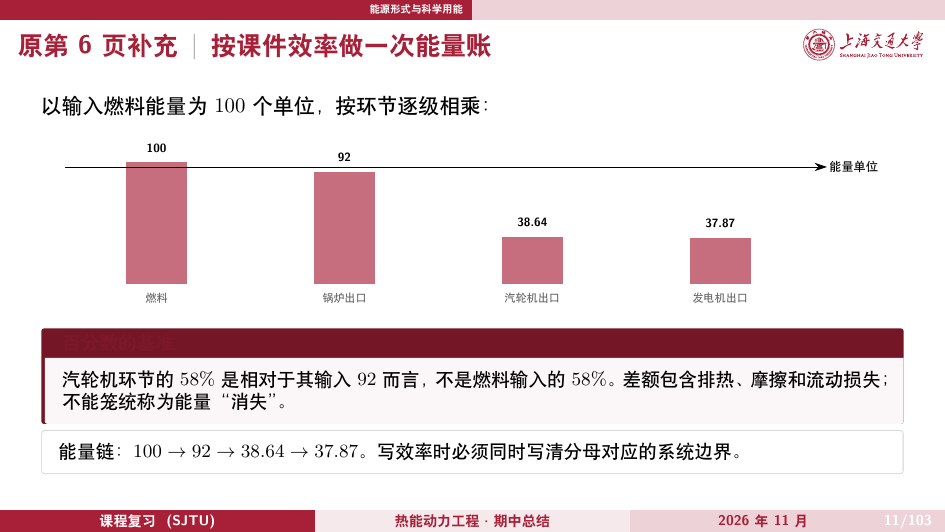 能源形式与科学用能
原第 6 页补充 | 按课件效率做一次能量账
上海交通大学
SHANGHAI JIAO TONG UNIVERSITY
以输入燃料能量为 100 个单位，按环节逐级相乘：
100
92
能量单位
38.64
37.87
燃料
锅炉出口
汽轮机出口
发电机出口
百分数的基准
汽轮机环节的 58% 是相对于其输入 92 而言，不是燃料输入的 58%。差额包含排热、摩擦和流动损失；
不能笼统称为能量“消失”。
能量链：100 → 92 → 38.64 → 37.87。写效率时必须同时写清分母对应的系统边界。
课程复习（SJTU）
热能动力工程 · 期中总结
2026 年 11 月
11/103